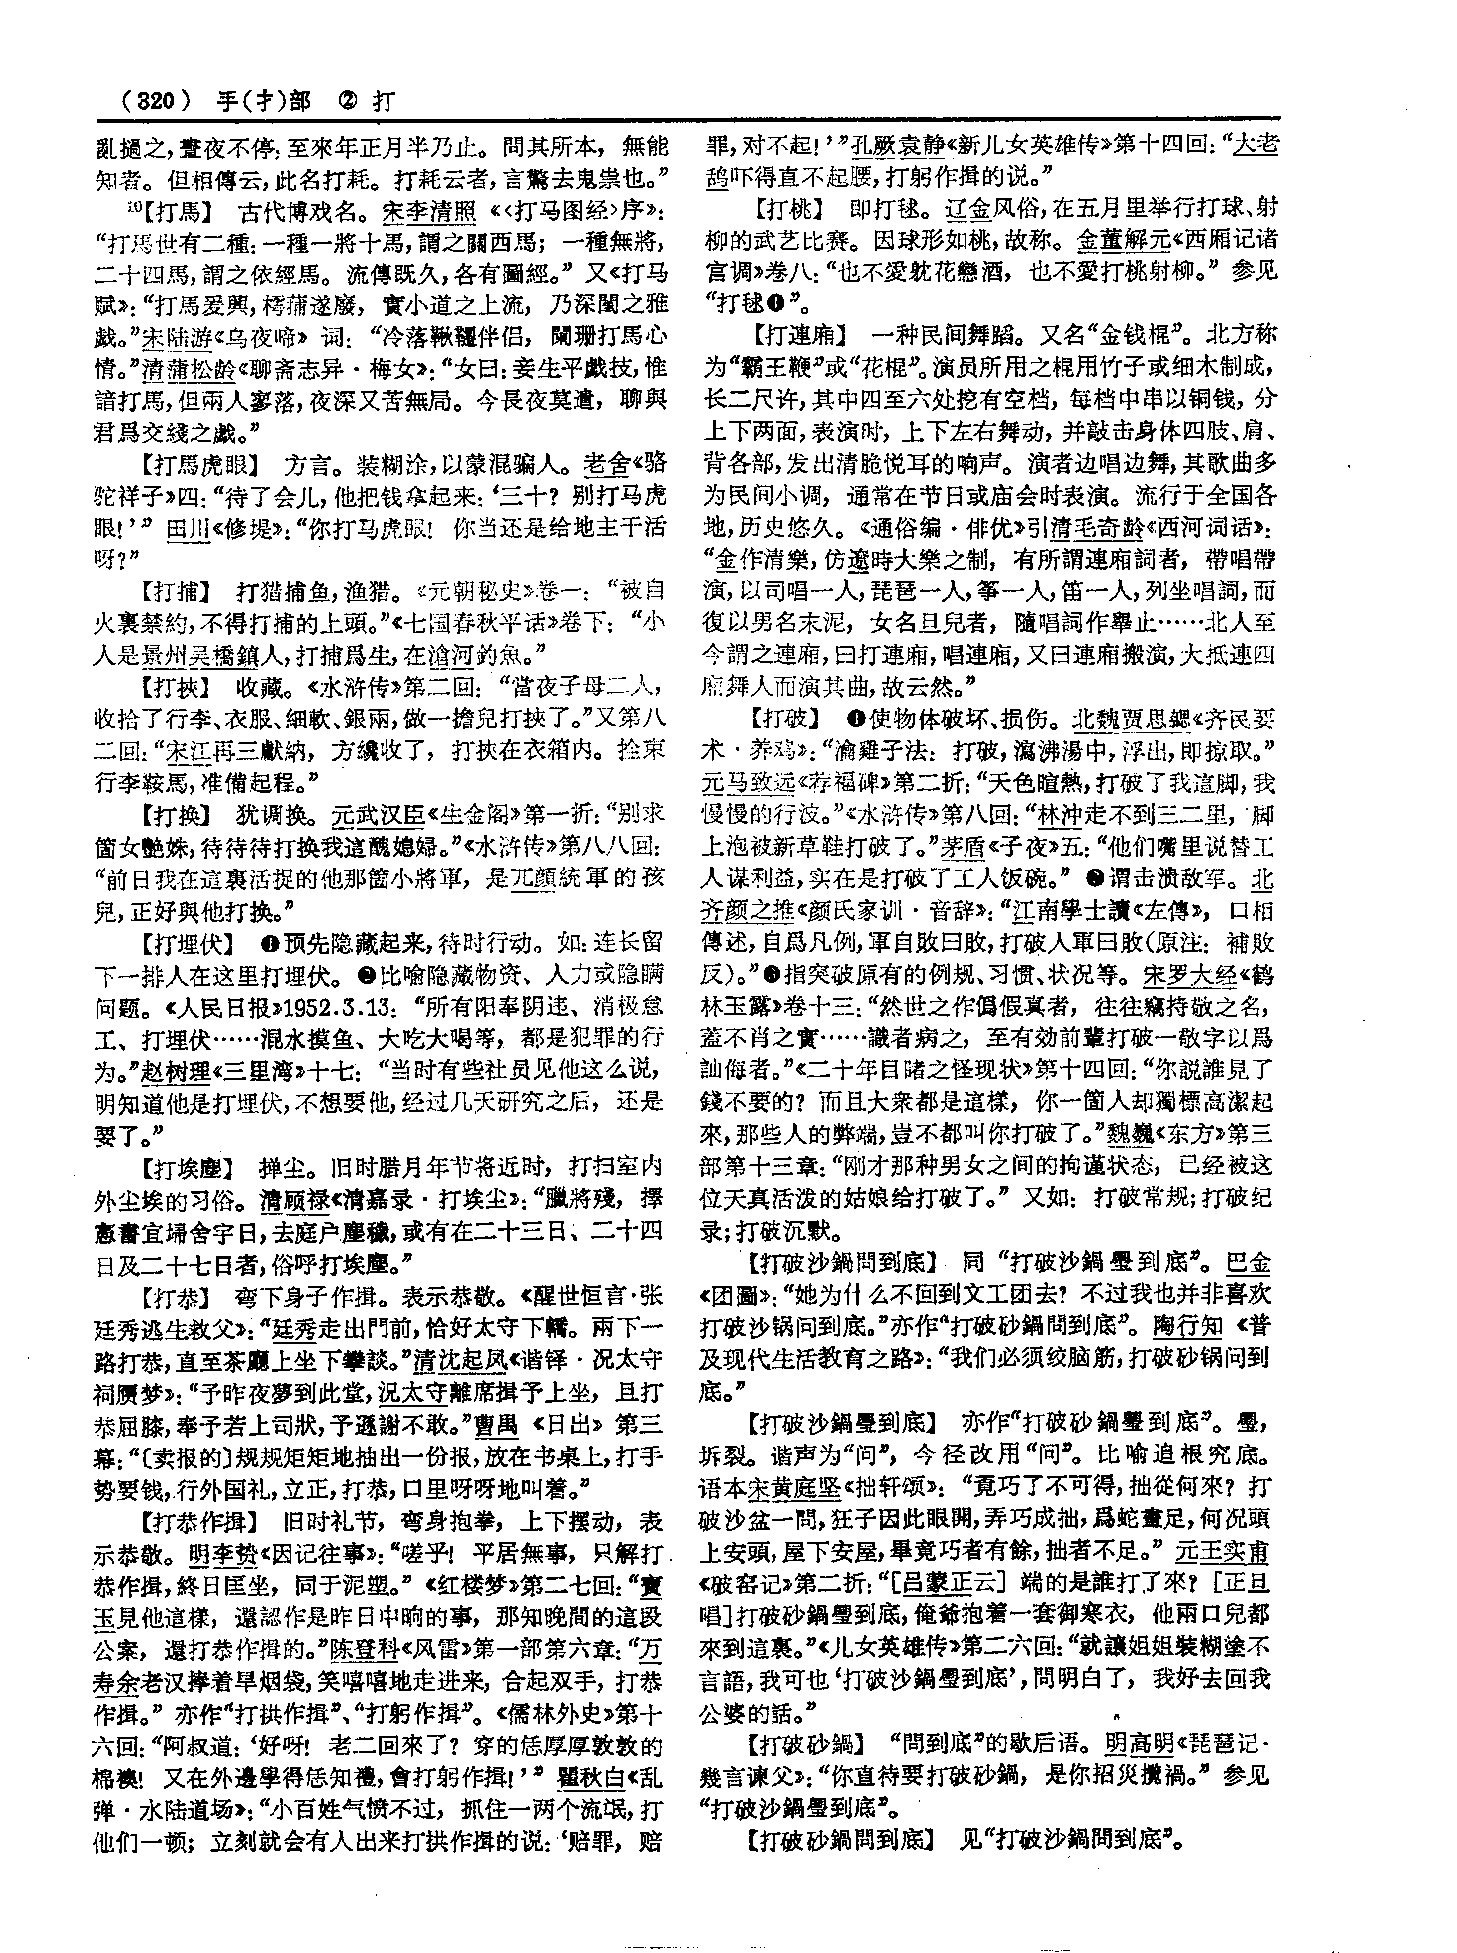 （320） 手(扌)部 ② 打
亂撾之，晝夜不停；至來年正月半乃止。問其所本，無能
知者。但相傳云，此名打耗。打耗云者，言驚去鬼祟也。”
¹⁰【打馬】 古代博戏名。宋李清照《〈打马图经〉序》：
“打馬世有二種：一種一將十馬，謂之關西馬；一種無將，
二十四馬，謂之依經馬。流傳既久，各有圖經。”又《打马
赋》：“打馬爰興，樗蒲遂廢，實小道之上流，乃深閨之雅
戯。”宋陆游《乌夜啼》词：“冷落鞦韆伴侣，闌珊打馬心
情。”清蒲松龄《聊斋志异·梅女》：“女曰：妾生平戯技，惟
諳打馬，但兩人寥落，夜深又苦無局。今長夜莫遣，聊與
君爲交綫之戯。”
【打馬虎眼】 方言。装糊涂，以蒙混骗人。老舍《骆
驼祥子》四：“待了会儿，他把钱拿起来：‘三十？别打马虎
眼！’” 田川《修堤》：“你打马虎眼！你当还是给地主干活
呀？”
【打捕】 打猎捕鱼，渔猎。《元朝秘史》卷一：“被自
火裏禁約，不得打捕的上頭。”《七国春秋平话》卷下：“小
人是景州吴橋鎮人，打捕爲生，在滄河釣魚。”
【打挾】 收藏。《水浒传》第二回：“當夜子母二人，
收拾了行李、衣服、細軟、銀兩，做一擔兒打挾了。”又第八
二回：“宋江再三獻納，方纔收了，打挾在衣箱内。拴束
行李鞍馬，准備起程。”
【打换】 犹调换。元武汉臣《生金阁》第一折：“别求
箇女艷姝，待待待打换我這醜媳婦。”《水浒传》第八八回：
“前日我在這裏活捉的他那箇小將軍，是兀顔統軍的孩
兒，正好與他打换。”
【打埋伏】 ❶预先隐藏起来，待时行动。如：连长留
下一排人在这里打埋伏。❷比喻隐藏物资、人力或隐瞒
问题。《人民日报》1952.3.13：“所有阳奉阴违、消极怠
工、打埋伏……混水摸鱼、大吃大喝等，都是犯罪的行
为。”赵树理《三里湾》十七：“当时有些社员见他这么说，
明知道他是打埋伏，不想要他，经过几天研究之后，还是
要了。”
【打埃塵】 掸尘。旧时腊月年节将近时，打扫室内
外尘埃的习俗。清顾禄《清嘉录·打埃尘》：“臘將殘，擇
憲書宜埽舍宇日，去庭户塵穢，或有在二十三日、二十四
日及二十七日者，俗呼打埃塵。”
【打恭】 弯下身子作揖。表示恭敬。《醒世恒言·张
廷秀逃生救父》：“廷秀走出門前，恰好太守下轎。兩下一
路打恭，直至茶廳上坐下攀談。”清沈起凤《谐铎·况太守
祠赝梦》：“予昨夜夢到此堂，況太守離席揖予上坐，且打
恭屈膝，奉予若上司狀，予遜謝不敢。”曹禺《日出》第三
幕：“〔卖报的〕规规矩矩地抽出一份报，放在书桌上，打手
势要钱，行外国礼，立正，打恭，口里呀呀地叫着。”
【打恭作揖】 旧时礼节，弯身抱拳，上下摆动，表
示恭敬。明李贽《因记往事》：“嗟乎！平居無事，只解打
恭作揖，終日匡坐，同于泥塑。”《红楼梦》第二七回：“寶
玉見他這樣，還認作是昨日中晌的事，那知晚間的這段
公案，還打恭作揖的。”陈登科《风雷》第一部第六章：“万
寿余老汉捧着旱烟袋，笑嘻嘻地走进来，合起双手，打恭
作揖。”亦作“打拱作揖”、“打躬作揖”。《儒林外史》第十
六回：“阿叔道：‘好呀！老二回來了？穿的恁厚厚敦敦的
棉襖！又在外邊學得恁知禮，會打躬作揖！’” 瞿秋白《乱
弹·水陆道场》：“小百姓气愤不过，抓住一两个流氓，打
他们一顿；立刻就会有人出来打拱作揖的说：‘赔罪，赔
罪，对不起！’”孔厥袁静《新儿女英雄传》第十四回：“大老
鸹吓得直不起腰，打躬作揖的说。”
【打桃】 即打毬。辽金风俗，在五月里举行打球、射
柳的武艺比赛。因球形如桃，故称。金董解元《西厢记诸
宫调》卷八：“也不愛躭花戀酒，也不愛打桃射柳。”参见
“打毬❶”。
【打連廂】 一种民间舞蹈。又名“金钱棍”。北方称
为“霸王鞭”或“花棍”。演员所用之棍用竹子或细木制成，
长二尺许，其中四至六处挖有空档，每档中串以铜钱，分
上下两面，表演时，上下左右舞动，并敲击身体四肢、肩、
背各部，发出清脆悦耳的响声。演者边唱边舞，其歌曲多
为民间小调，通常在节日或庙会时表演。流行于全国各
地，历史悠久。《通俗编·俳优》引清毛奇龄《西河词话》：
“金作清樂，仿遼時大樂之制，有所謂連廂詞者，帶唱帶
演，以司唱一人，琵琶一人，筝一人，笛一人，列坐唱詞，而
復以男名末泥，女名旦兒者，隨唱詞作舉止……北人至
今謂之連廂，曰打連廂，唱連廂，又曰連廂搬演，大抵連四
廂舞人而演其曲，故云然。”
【打破】 ❶使物体破坏、损伤。北魏贾思勰《齐民要
术·养鸡》：“瀹雞子法：打破，瀉沸湯中，浮出，即掠取。”
元马致远《荐福碑》第二折：“天色暄熱，打破了我這脚，我
慢慢的行波。”《水浒传》第八回：“林沖走不到三二里，脚
上泡被新草鞋打破了。”茅盾《子夜》五：“他们嘴里说替工
人谋利益，实在是打破了工人饭碗。” ❷谓击溃敌军。北
齐颜之推《颜氏家训·音辞》：“江南學士讀《左傳》，口相
傳述，自爲凡例，軍自敗曰敗，打破人軍曰敗（原注：補敗
反）。”❸指突破原有的例规、习惯、状况等。宋罗大经《鹤
林玉露》卷十三：“然世之作僞假真者，往往竊持敬之名，
蓋不肖之實……識者病之，至有効前輩打破一敬字以爲
訕侮者。”《二十年目睹之怪现状》第十四回：“你説誰見了
錢不要的？而且大衆都是這樣，你一箇人却獨標高潔起
來，那些人的弊端，豈不都叫你打破了。”魏巍《东方》第三
部第十三章：“刚才那种男女之间的拘谨状态，已经被这
位天真活泼的姑娘给打破了。”又如：打破常规；打破纪
录；打破沉默。
【打破沙鍋問到底】 同“打破沙鍋璺到底”。巴金
《团圆》：“她为什么不回到文工团去？不过我也并非喜欢
打破沙锅问到底。”亦作“打破砂鍋問到底”。陶行知《普
及现代生活教育之路》：“我们必须绞脑筋，打破砂锅问到
底。”
【打破沙鍋璺到底】 亦作“打破砂鍋璺到底”。璺，
坼裂。谐声为“问”，今径改用“问”。比喻追根究底。
语本宋黄庭坚《拙轩颂》：“覓巧了不可得，拙從何來？打
破沙盆一問，狂子因此眼開，弄巧成拙，爲蛇畫足，何况頭
上安頭，屋下安屋，畢竟巧者有餘，拙者不足。” 元王实甫
《破窑记》第二折：“［吕蒙正云］端的是誰打了來？［正旦
唱］打破砂鍋璺到底，俺爺抱着一套御寒衣，他兩口兒都
來到這裏。”《儿女英雄传》第二六回：“就讓姐姐裝糊塗不
言語，我可也‘打破沙鍋璺到底’，問明白了，我好去回我
公婆的話。”
【打破砂鍋】 “問到底”的歇后语。明高明《琵琶记·
幾言谏父》：“你直待要打破砂鍋，是你招災攬禍。”参见
“打破沙鍋璺到底”。
【打破砂鍋問到底】 见“打破沙鍋問到底”。